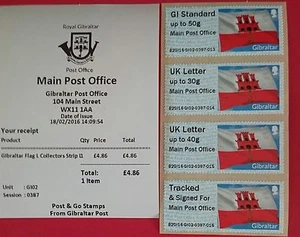 Royal Gibraltar
Post Office
Main Post Office
Gibraltar Post Office
104 Main Street
WX11 1AA
Date of Issue
18/02/2016 14:09:54
Your receipt
Product Qty Price Total
Gibraltar Flag L Collectors Strip (1 £4.86 £4.86
Total: £4.86
1 Item
Unit : GI02
Session : 0387
Post & Go Stamps
From Gibraltar Post
GI Standard
up to 50g
Main Post Office
Gibraltar
UK Letter
up to 30g
Main Post Office
Gibraltar
UK Letter
up to 40g
Main Post Office
Gibraltar
Tracked
& Signed For
Main Post Office
Gibraltar